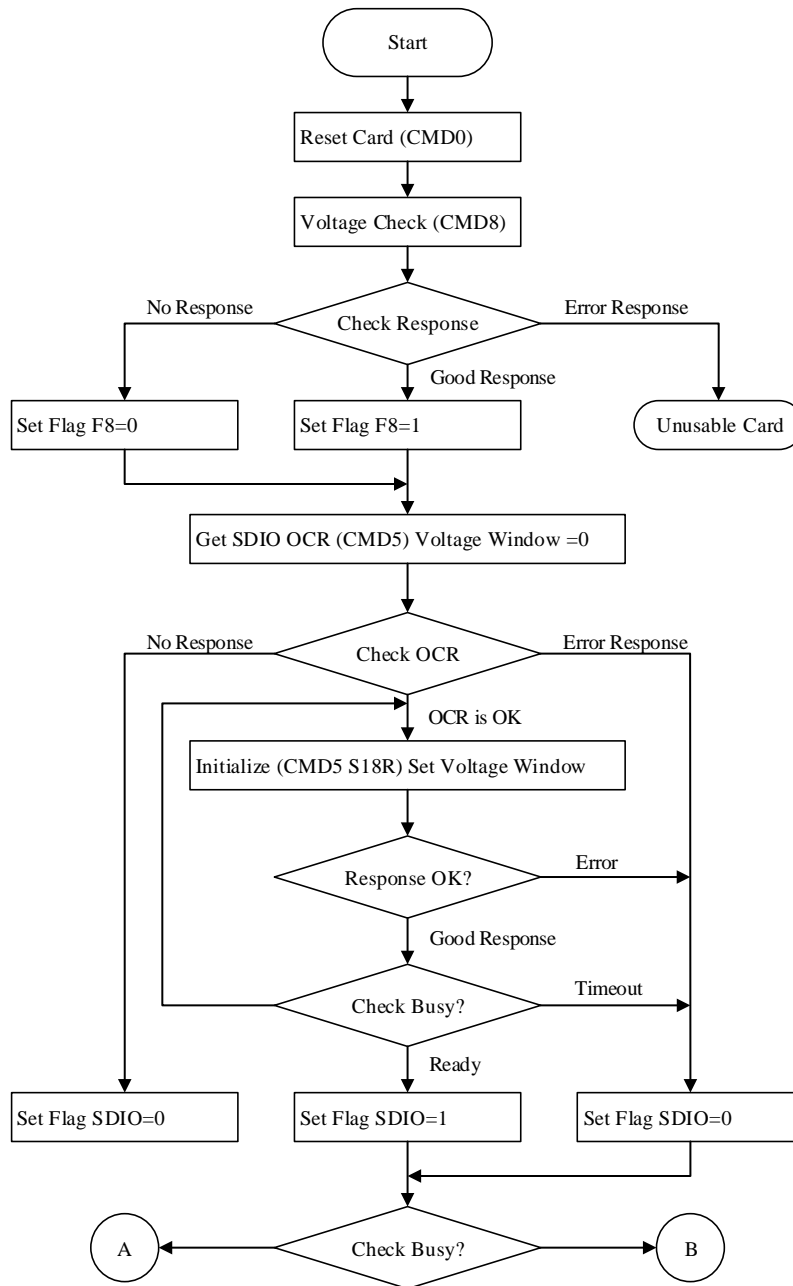 Start
Reset Card (CMD0)
Voltage Check (CMD8)
No Response
Check Response
Error Response
Good Response
Set Flag F8=0
Set Flag F8=1
Unusable Card
Get SDIO OCR (CMD5) Voltage Window =0
No Response
Check OCR
Error Response
OCR is OK
Initialize (CMD5 S18R) Set Voltage Window
Response OK?
Error
Good Response
Check Busy?
Timeout
Ready
Set Flag SDIO=0
Set Flag SDIO=1
Set Flag SDIO=0
A
Check Busy?
B